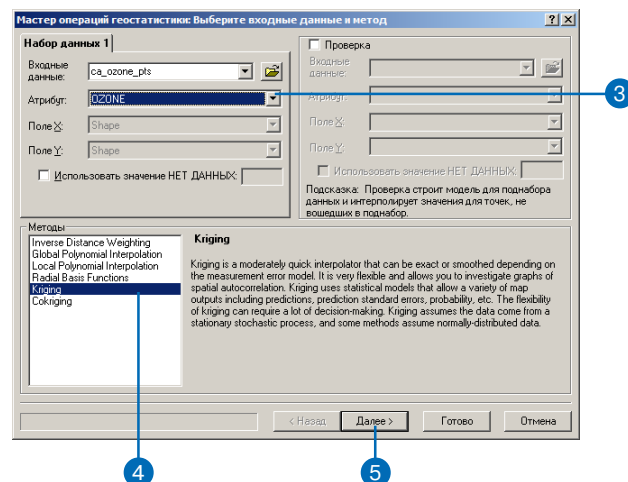 Мастер операций геостатистики: Выберите входные данные и метод
Набор данных 1
Входные данные:
ca_ozone_pts
Атрибут:
OZONE
3
Поле X:
Shape
Поле Y:
Shape
Использовать значение НЕТ ДАННЫХ:
Проверка
Входные данные:
Атрибут:
Поле X:
Поле Y:
Использовать значение НЕТ ДАННЫХ:
Подсказка: Проверка строит модель для поднабора
данных и интерполирует значения для точек, не
вошедших в поднабор.
Методы
Inverse Distance Weighting
Global Polynomial Interpolation
Local Polynomial Interpolation
Radial Basis Functions
Kriging
Cokriging
Kriging
Kriging is a moderately quick interpolator that can be exact or smoothed depending on
the measurement error model. It is very flexible and allows you to investigate graphs of
spatial autocorrelation. Kriging uses statistical models that allow a variety of map
outputs including predictions, prediction standard errors, probability, etc. The flexibility
of kriging can require a lot of decision-making. Kriging assumes the data come from a
stationary stochastic process, and some methods assume normally-distributed data.
< Назад
Далее >
Готово
Отмена
4
5